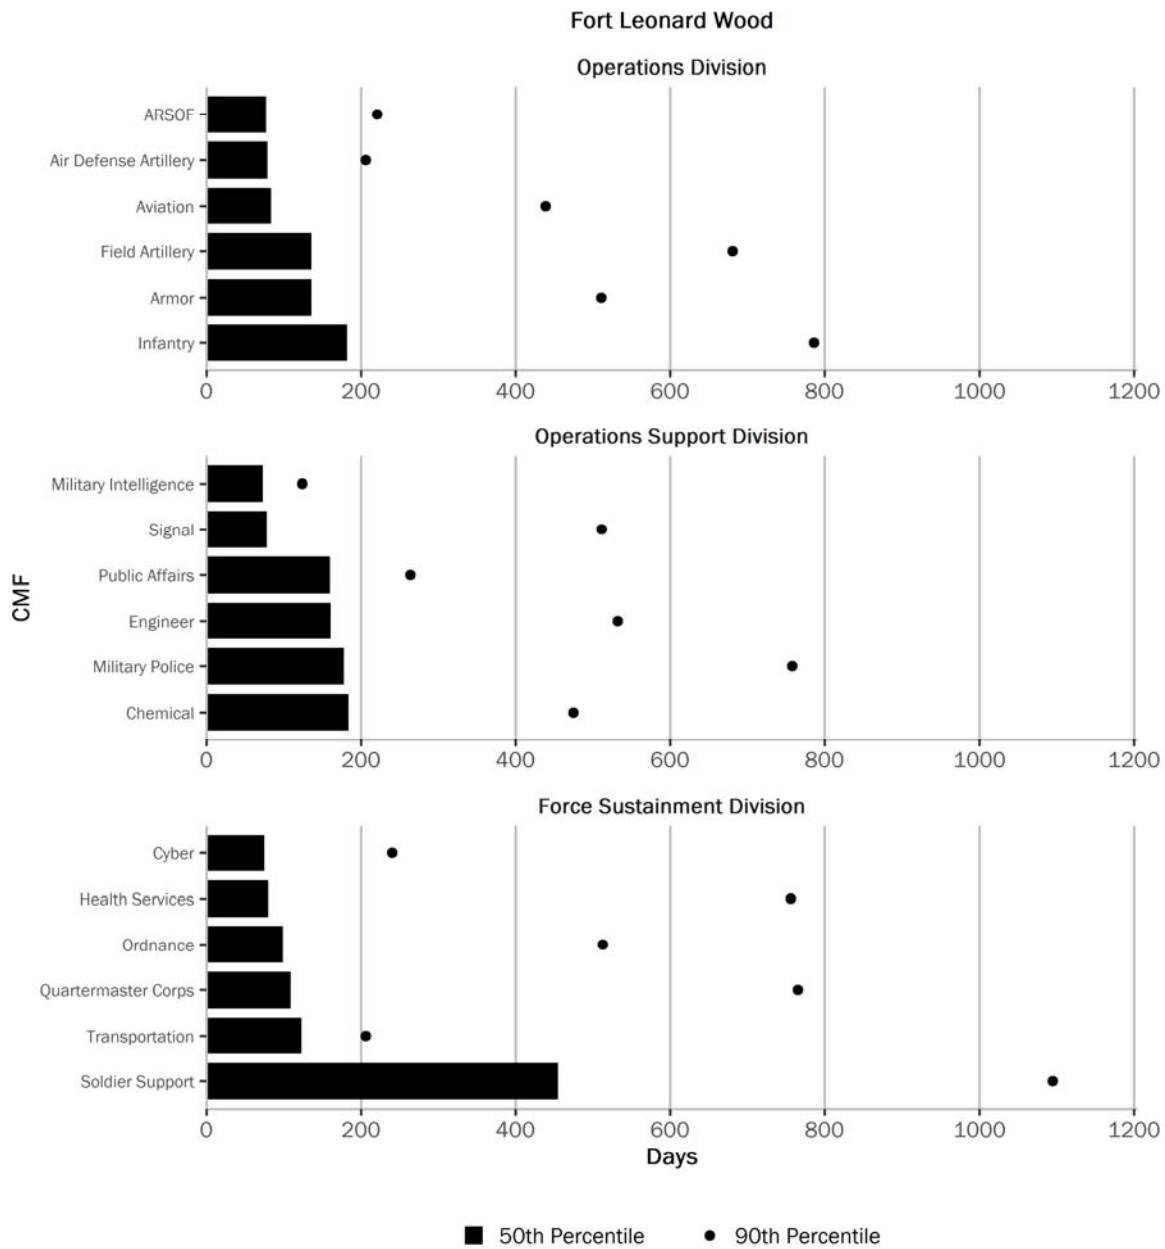 Fort Leonard Wood
Operations Division
ARSOF
Air Defense Artillery
Aviation
Field Artillery
Armor
Infantry
0 200 400 600 800 1000 1200
Operations Support Division
Military Intelligence
Signal
Public Affairs
Engineer
Military Police
Chemical
0 200 400 600 800 1000 1200
CMF
Force Sustainment Division
Cyber
Health Services
Ordnance
Quartermaster Corps
Transportation
Soldier Support
0 200 400 600 800 1000 1200
Days
50th Percentile 90th Percentile